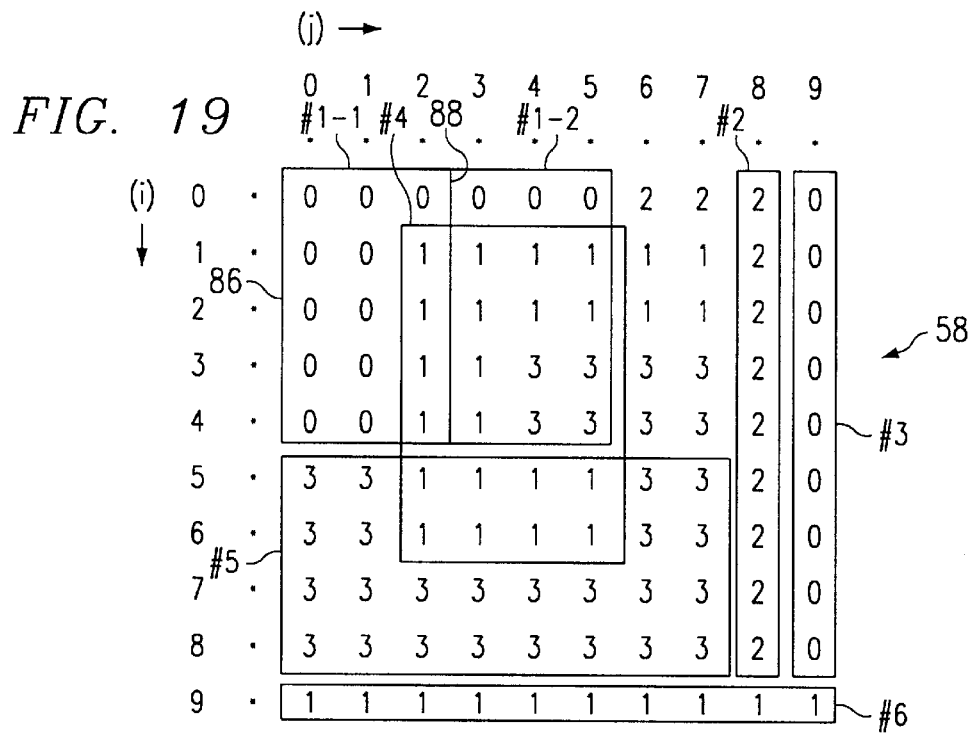 (j)
0 1 2 3 4 5 6 7 8 9
FIG. 19
#1-1 #4 88 #1-2 #2
. . . . . . . . . .
(i) 0 . 0 0 0 0 0 0 2 2 2 0
1 . 0 0 1 1 1 1 1 1 2 0
86
2 . 0 0 1 1 1 1 1 1 2 0
58
3 . 0 0 1 1 3 3 3 3 2 0
4 . 0 0 1 1 3 3 3 3 2 0 #3
5 . 3 3 1 1 1 1 3 3 2 0
6 . 3 3 1 1 1 1 3 3 2 0
#5
7 . 3 3 3 3 3 3 3 3 2 0
8 . 3 3 3 3 3 3 3 3 2 0
9 . 1 1 1 1 1 1 1 1 1 1 #6